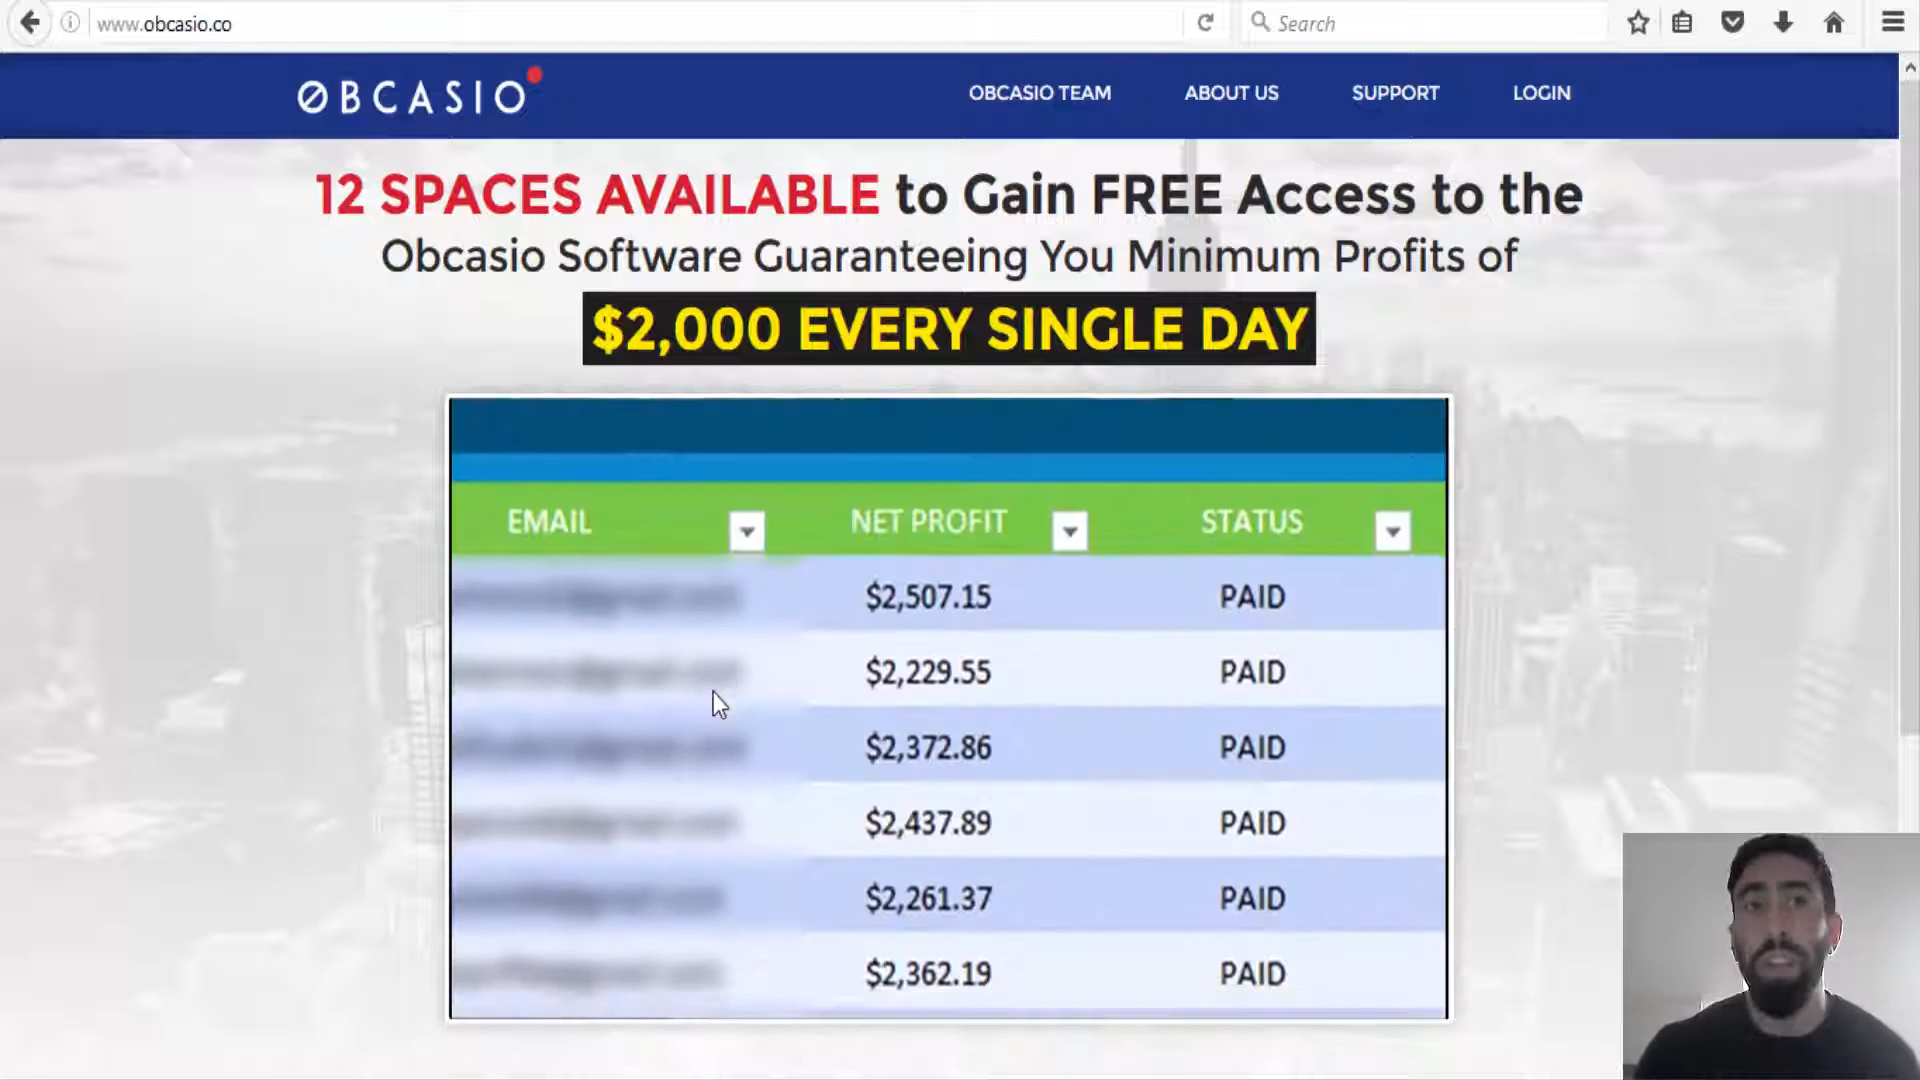 www.obcasio.co
Search
OBCASIO
OBCASIO TEAM
ABOUT US
SUPPORT
LOGIN
12 SPACES AVAILABLE to Gain FREE Access to the
Obcasio Software Guaranteeing You Minimum Profits of
$2,000 EVERY SINGLE DAY
EMAIL NET PROFIT STATUS
$2,507.15 PAID
$2,229.55 PAID
$2,372.86 PAID
$2,437.89 PAID
$2,261.37 PAID
$2,362.19 PAID